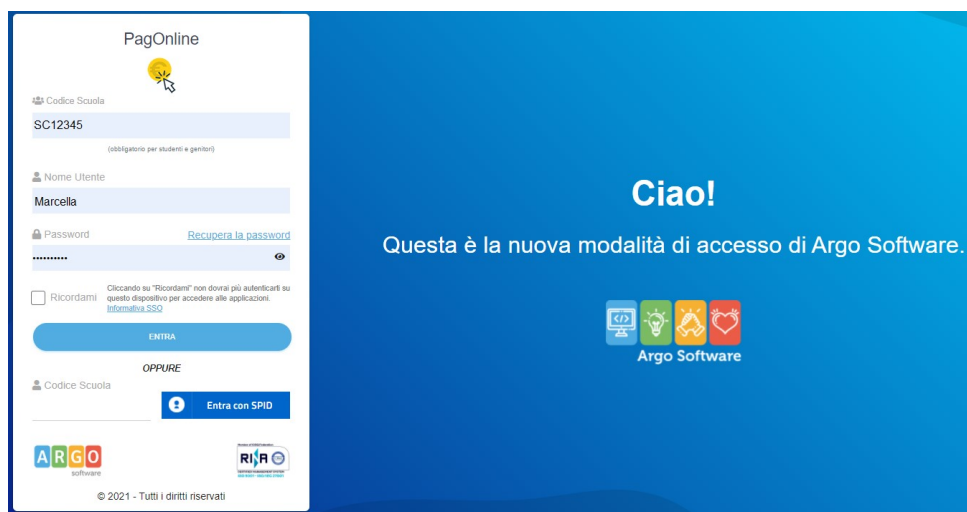 PagOnline
Codice Scuola
SC12345
(obbligatorio per studenti e genitori)
Nome Utente
Marcella
Password Recupera la password
••••••••••
Ricordami
Cliccando su "Ricordami" non dovrai più autenticarti su
questo dispositivo per accedere alle applicazioni.
Informativa SSO
ENTRA
OPPURE
Codice Scuola
Entra con SPID
ARGO
software
RINA
© 2021 - Tutti i diritti riservati
Ciao!
Questa è la nuova modalità di accesso di Argo Software.
Argo Software